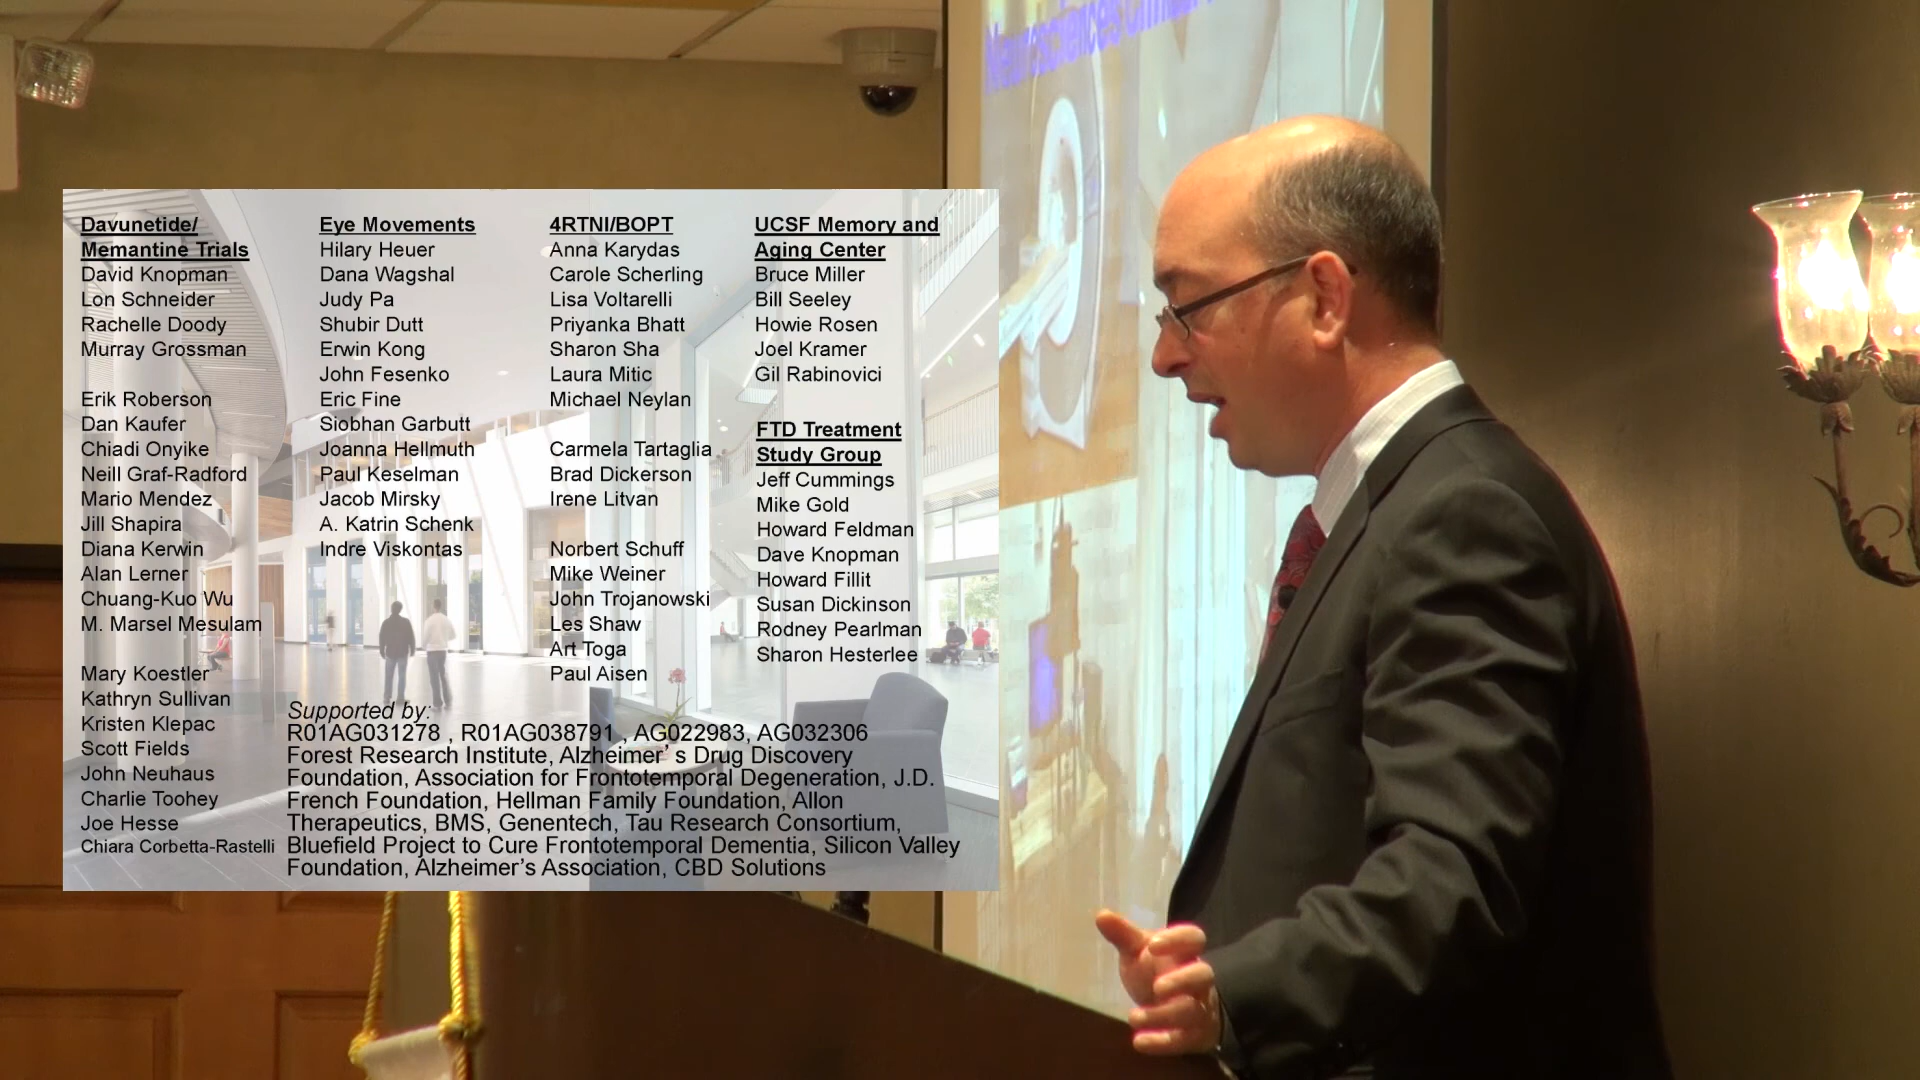 Neurosciences
Davunetide/
Memantine Trials
David Knopman
Lon Schneider
Rachelle Doody
Murray Grossman
Erik Roberson
Dan Kaufer
Chiadi Onyike
Neill Graf-Radford
Mario Mendez
Jill Shapira
Diana Kerwin
Alan Lerner
Chuang-Kuo Wu
M. Marsel Mesulam
Mary Koestler
Kathryn Sullivan
Kristen Klepac
Scott Fields
John Neuhaus
Charlie Toohey
Joe Hesse
Chiara Corbetta-Rastelli
Eye Movements
Hilary Heuer
Dana Wagshal
Judy Pa
Shubir Dutt
Erwin Kong
John Fesenko
Eric Fine
Siobhan Garbutt
Joanna Hellmuth
Paul Keselman
Jacob Mirsky
A. Katrin Schenk
Indre Viskontas
4RTNI/BOPT
Anna Karydas
Carole Scherling
Lisa Voltarelli
Priyanka Bhatt
Sharon Sha
Laura Mitic
Michael Neylan
Carmela Tartaglia
Brad Dickerson
Irene Litvan
Norbert Schuff
Mike Weiner
John Trojanowski
Les Shaw
Art Toga
Paul Aisen
UCSF Memory and
Aging Center
Bruce Miller
Bill Seeley
Howie Rosen
Joel Kramer
Gil Rabinovici
FTD Treatment
Study Group
Jeff Cummings
Mike Gold
Howard Feldman
Dave Knopman
Howard Fillit
Susan Dickinson
Rodney Pearlman
Sharon Hesterlee
Supported by:
R01AG031278 , R01AG038791 , AG022983, AG032306
Forest Research Institute, Alzheimer’ s Drug Discovery
Foundation, Association for Frontotemporal Degeneration, J.D.
French Foundation, Hellman Family Foundation, Allon
Therapeutics, BMS, Genentech, Tau Research Consortium,
Bluefield Project to Cure Frontotemporal Dementia, Silicon Valley
Foundation, Alzheimer’s Association, CBD Solutions